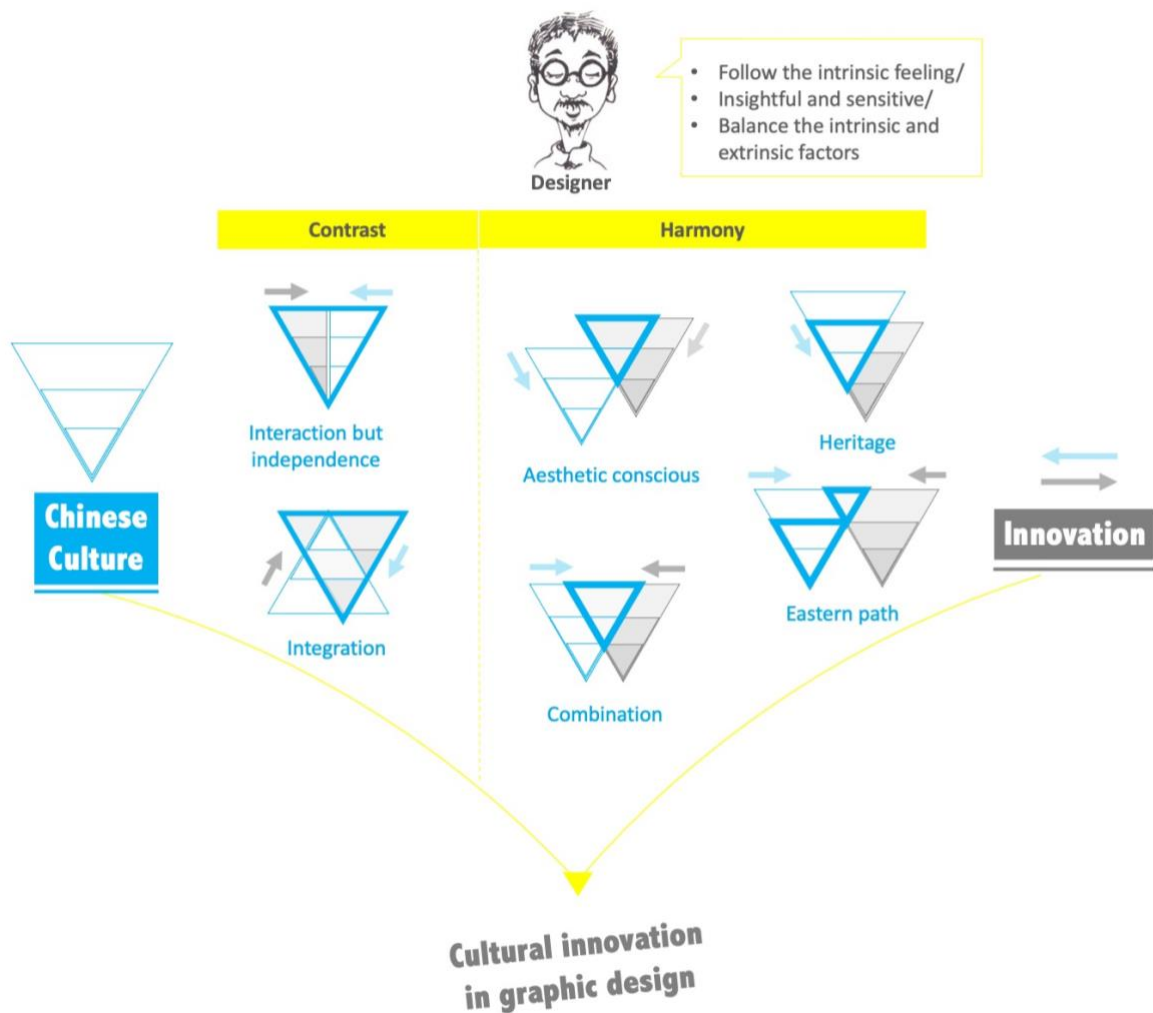 • Follow the intrinsic feeling/
• Insightful and sensitive/
• Balance the intrinsic and
extrinsic factors
Designer
Contrast
Harmony
Interaction but
independence
Aesthetic conscious
Heritage
Chinese
Culture
Innovation
Integration
Eastern path
Combination
Cultural innovation
in graphic design